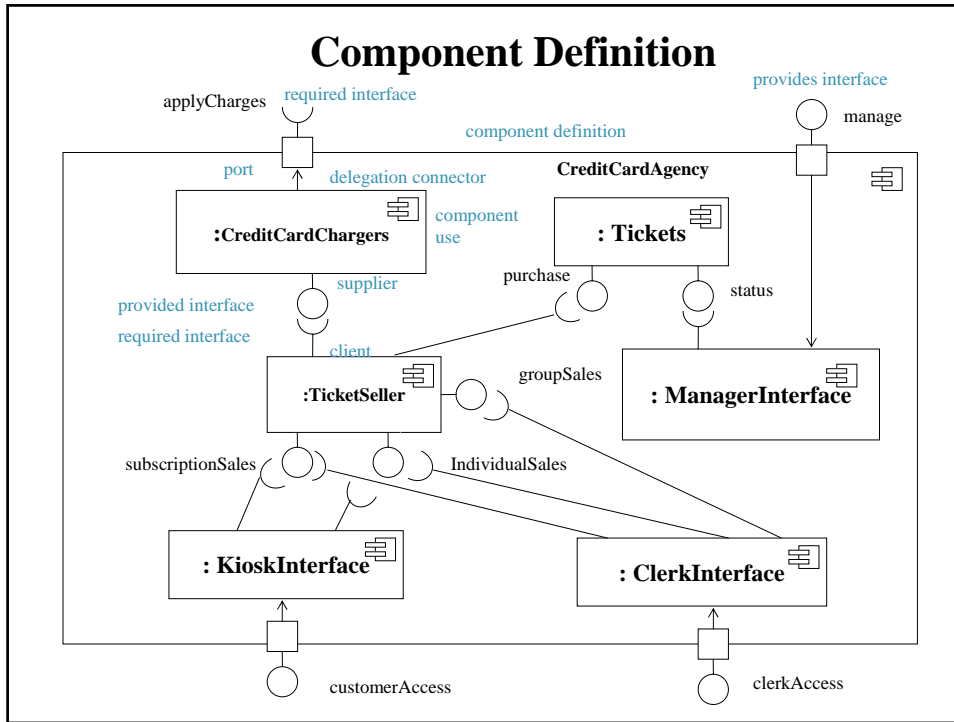 Component Definition
provides interface
applyCharges
required interface
manage
component definition
port
delegation connector
CreditCardAgency
:CreditCardChargers
component
use
: Tickets
purchase
supplier
status
provided interface
required interface
client
groupSales
:TicketSeller
: ManagerInterface
subscriptionSales
IndividualSales
: KioskInterface
: ClerkInterface
customerAccess
clerkAccess